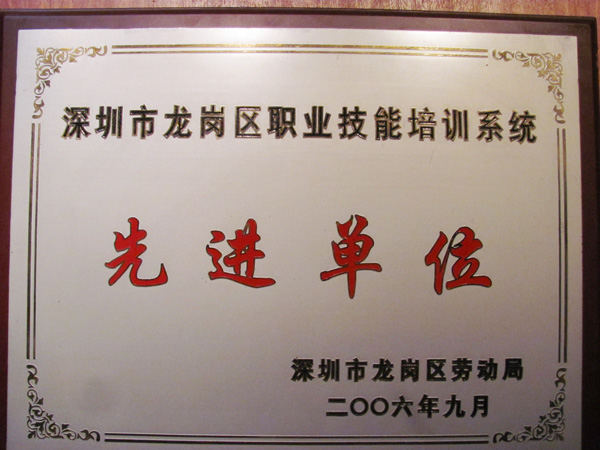 深圳市龙岗区职业技能培训系统
先进单位
深圳市龙岗区劳动局
二〇〇六年九月